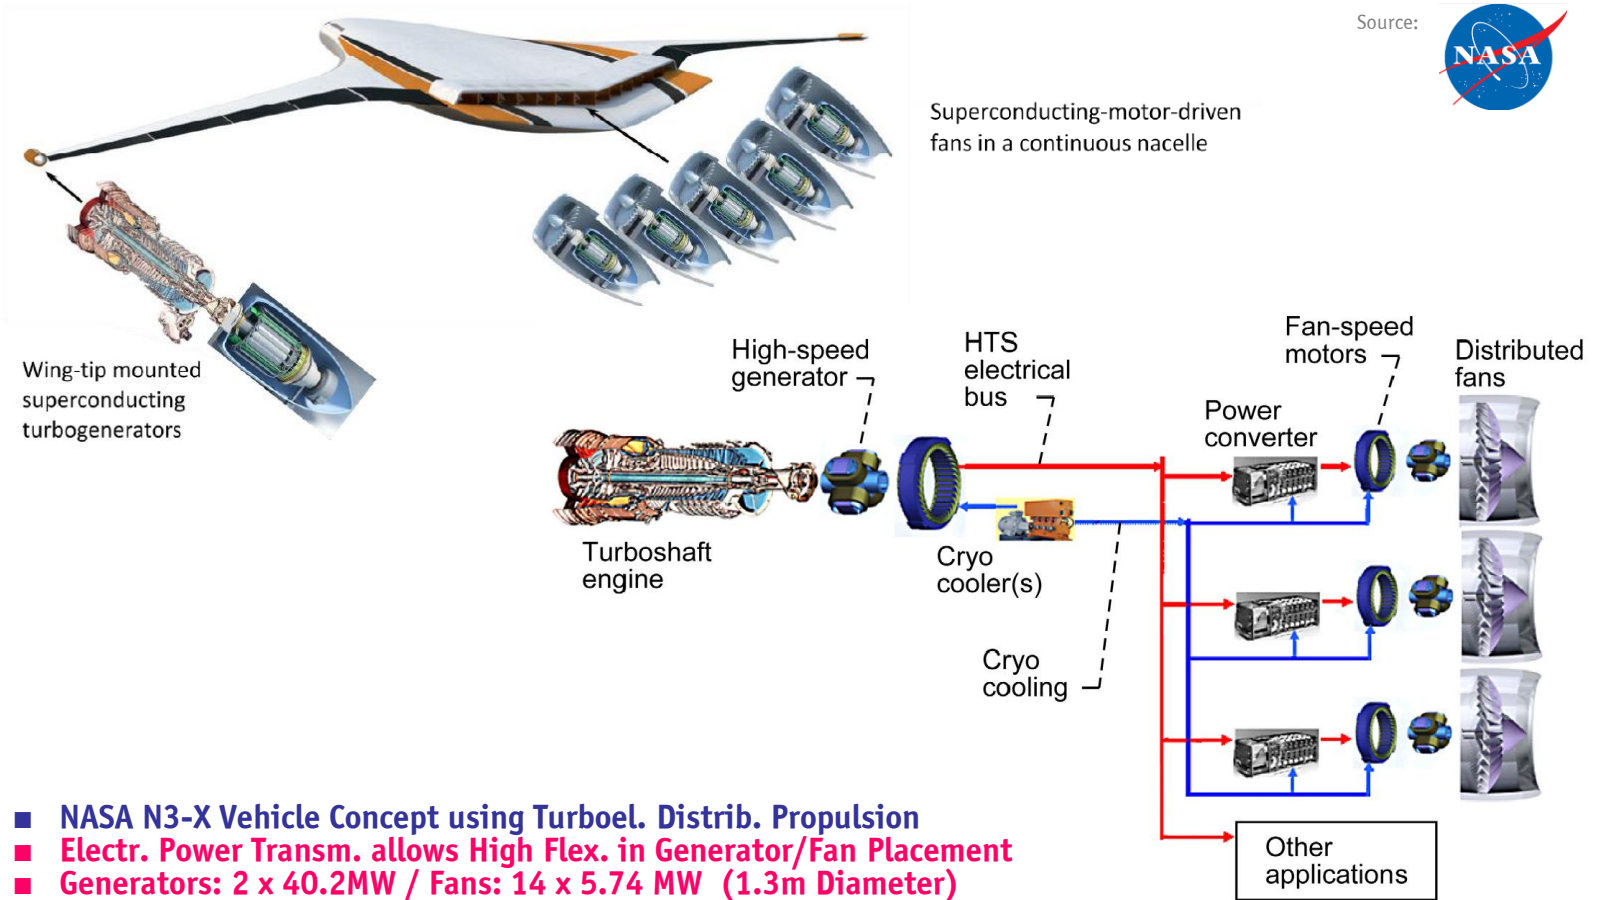 Source:
NASA
Superconducting-motor-driven
fans in a continuous nacelle
Wing-tip mounted
superconducting
turbogenerators
High-speed
generator
HTS
electrical
bus
Fan-speed
motors
Distributed
fans
Power
converter
Turboshaft
engine
Cryo
cooler(s)
Cryo
cooling
Other
applications
■ NASA N3-X Vehicle Concept using Turboel. Distrib. Propulsion
■ Electr. Power Transm. allows High Flex. in Generator/Fan Placement
■ Generators: 2 x 40.2MW / Fans: 14 x 5.74 MW (1.3m Diameter)